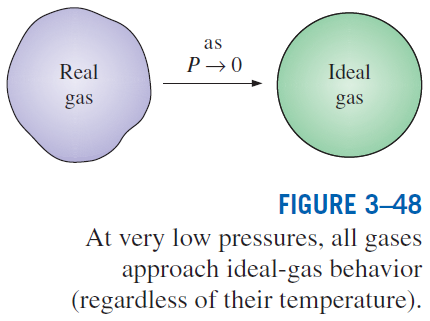 Real
gas
as
P → 0
Ideal
gas
FIGURE 3–48
At very low pressures, all gases
approach ideal-gas behavior
(regardless of their temperature).